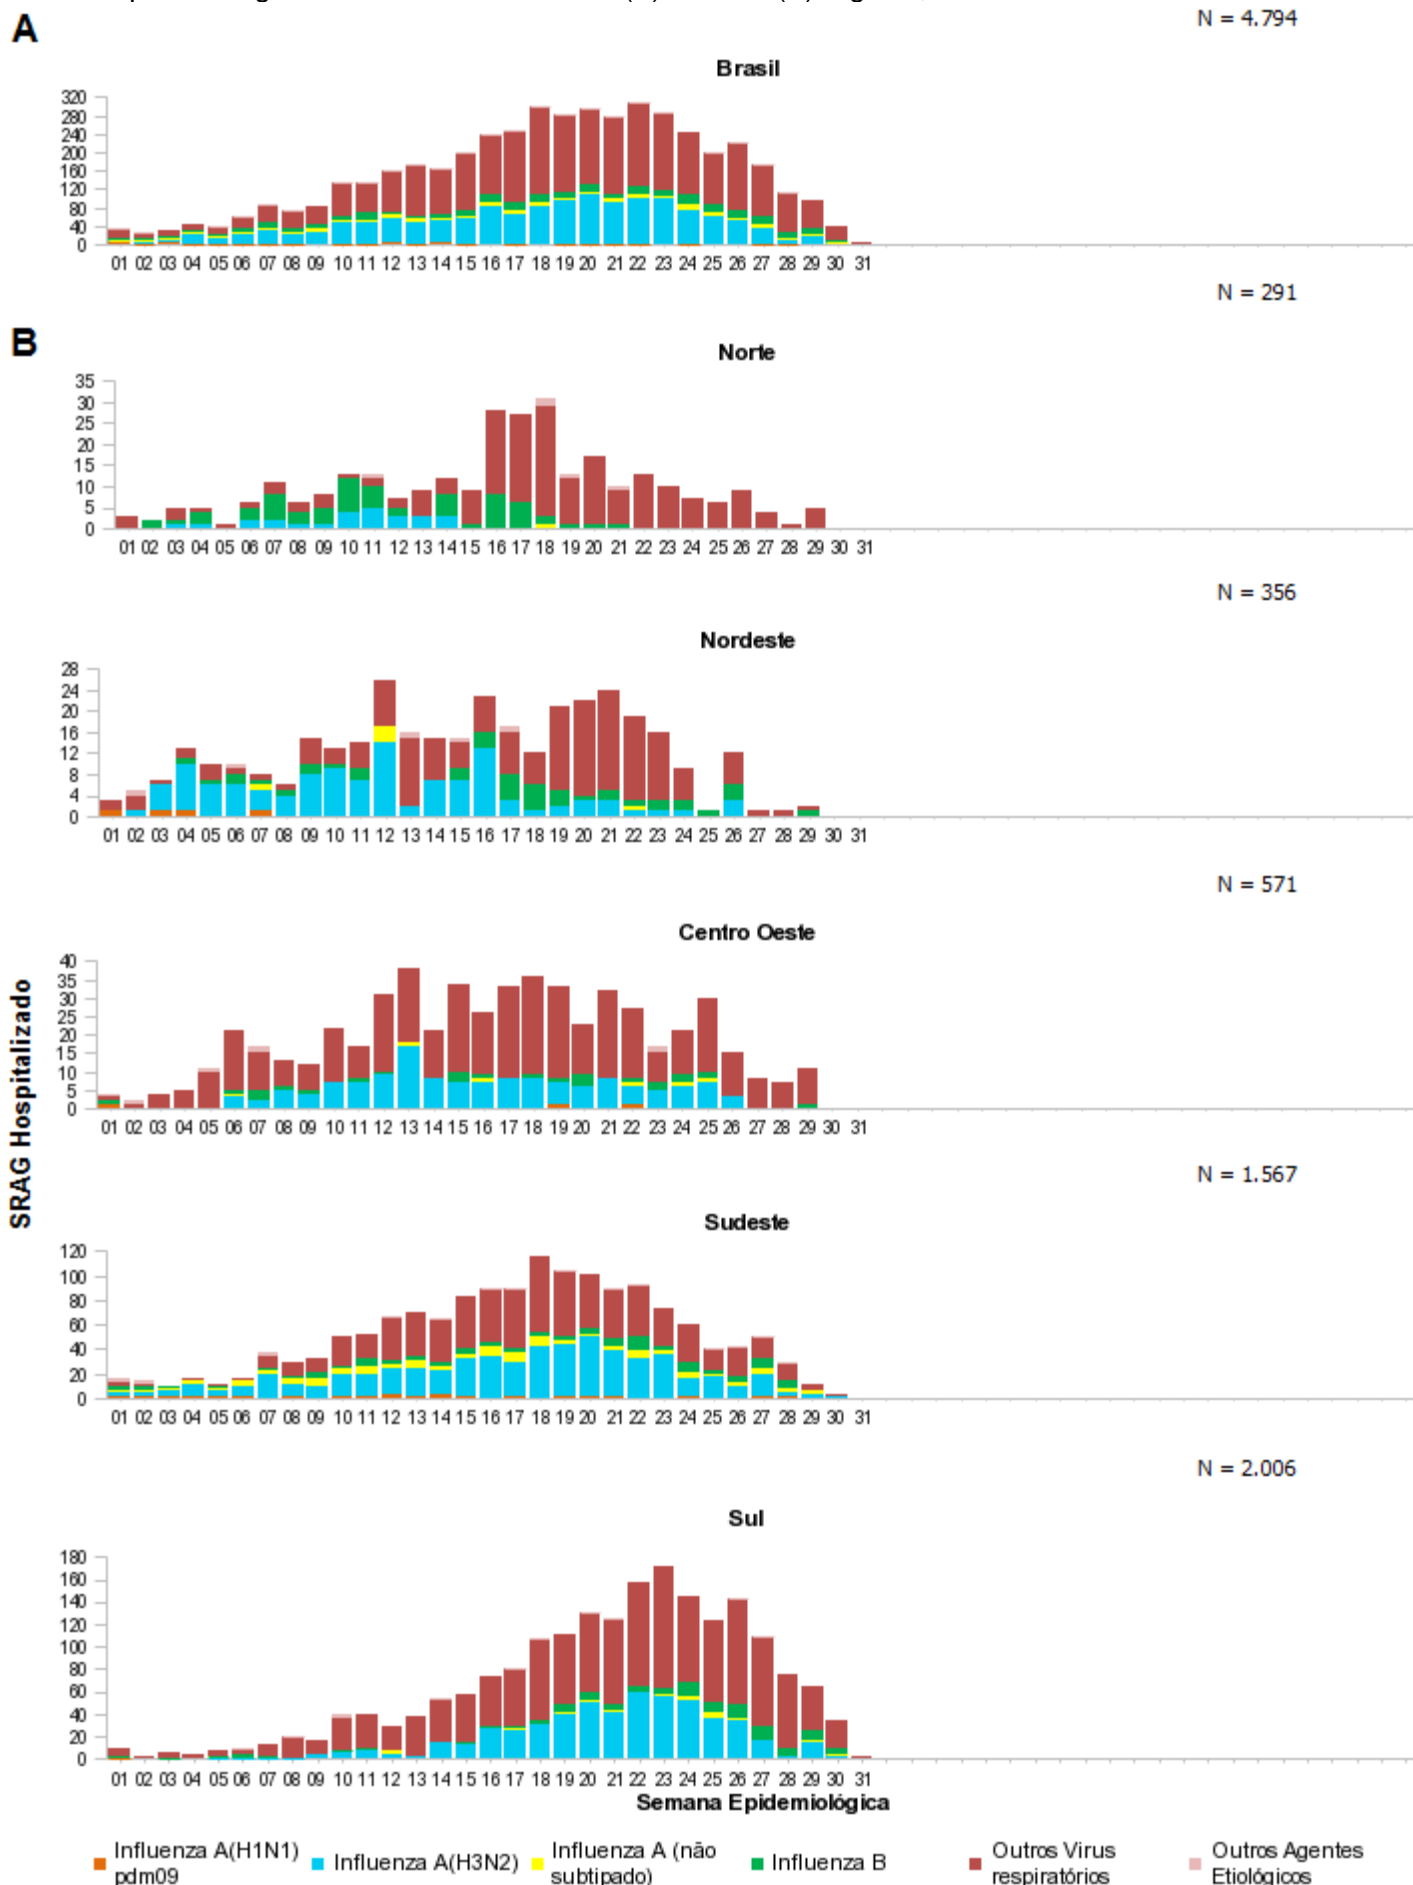 A
N = 4.794
Brasil
320
280
240
200
160
120
80
40
0
01 02 03 04 05 06 07 08 09 10 11 12 13 14 15 16 17 18 19 20 21 22 23 24 25 26 27 28 29 30 31
N = 291
B
Norte
35
30
25
20
15
10
5
0
01 02 03 04 05 06 07 08 09 10 11 12 13 14 15 16 17 18 19 20 21 22 23 24 25 26 27 28 29 30 31
N = 356
Nordeste
28
24
20
16
12
8
4
0
01 02 03 04 05 06 07 08 09 10 11 12 13 14 15 16 17 18 19 20 21 22 23 24 25 26 27 28 29 30 31
N = 571
Centro Oeste
40
35
30
25
20
15
10
5
0
01 02 03 04 05 06 07 08 09 10 11 12 13 14 15 16 17 18 19 20 21 22 23 24 25 26 27 28 29 30 31
SRAG Hospitalizado
N = 1.567
Sudeste
120
100
80
60
40
20
0
01 02 03 04 05 06 07 08 09 10 11 12 13 14 15 16 17 18 19 20 21 22 23 24 25 26 27 28 29 30 31
N = 2.006
Sul
180
160
140
120
100
80
60
40
20
0
01 02 03 04 05 06 07 08 09 10 11 12 13 14 15 16 17 18 19 20 21 22 23 24 25 26 27 28 29 30 31
Semana Epidemiológica
Influenza A(H1N1)
pdm09
Influenza A(H3N2)
Influenza A (não
subtipado)
Influenza B
Outros Virus
respiratórios
Outros Agentes
Etiológicos